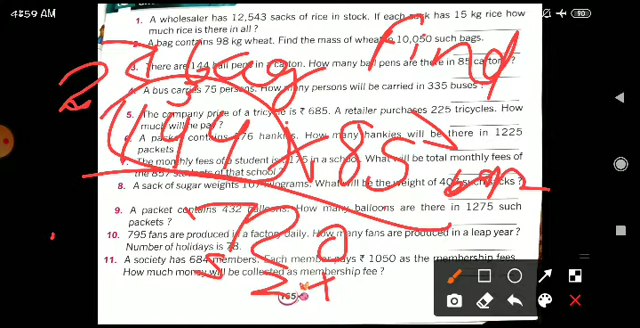 4:59 AM
90
1. A wholesaler has 12,543 sacks of rice in stock. If each sack has 15 kg rice how
much rice is there in all ?
2. A bag contains 98 kg wheat. Find the mass of wheat in 10,050 such bags.
3. There are 144 ball pens in a carton. How many ball pens are there in 85 cartons ?
4. A bus carries 75 persons. How many persons will be carried in 335 buses ?
5. The company price of a tricycle is ₹ 685. A retailer purchases 225 tricycles. How
much will he pay ?
6. A packet contains 576 hankies. How many hankies will be there in 1225
packets ?
7. The monthly fees of a student is ₹175 in a school. What will be total monthly fees of
the 857 students of that school ?
8. A sack of sugar weights 107 kilograms. What will be the weight of such sacks ?
9. A packet contains 432 balloons. How many balloons are there in 1275 such
packets ?
10. 795 fans are produced in a factory daily. How many fans are produced in a leap year ?
Number of holidays is 78.
11. A society has 684 members. Each member pays ₹ 1050 as the membership fees.
How much money will be collected as membership fee ?
Find
144 x 85
720